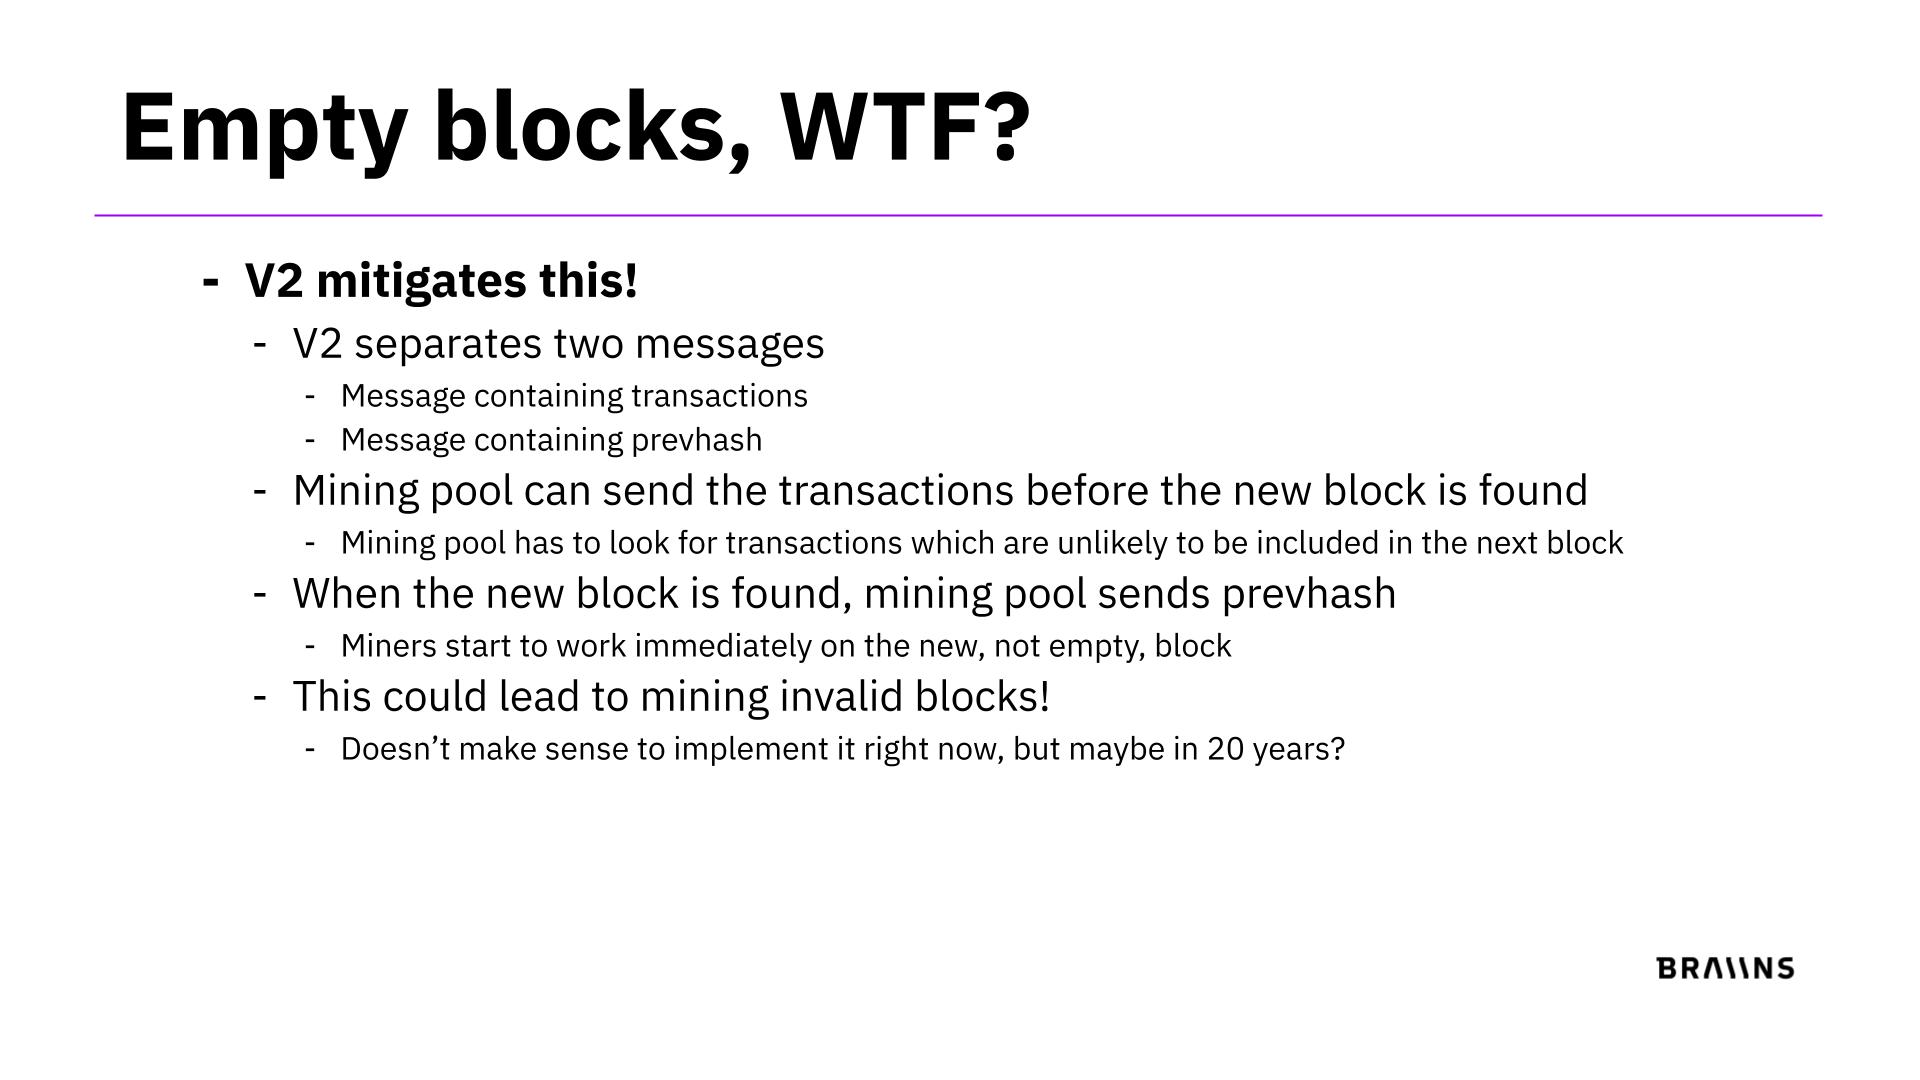 Empty blocks, WTF?
- V2 mitigates this!
- V2 separates two messages
- Message containing transactions
- Message containing prevhash
- Mining pool can send the transactions before the new block is found
- Mining pool has to look for transactions which are unlikely to be included in the next block
- When the new block is found, mining pool sends prevhash
- Miners start to work immediately on the new, not empty, block
- This could lead to mining invalid blocks!
- Doesn’t make sense to implement it right now, but maybe in 20 years?
BRAIINS